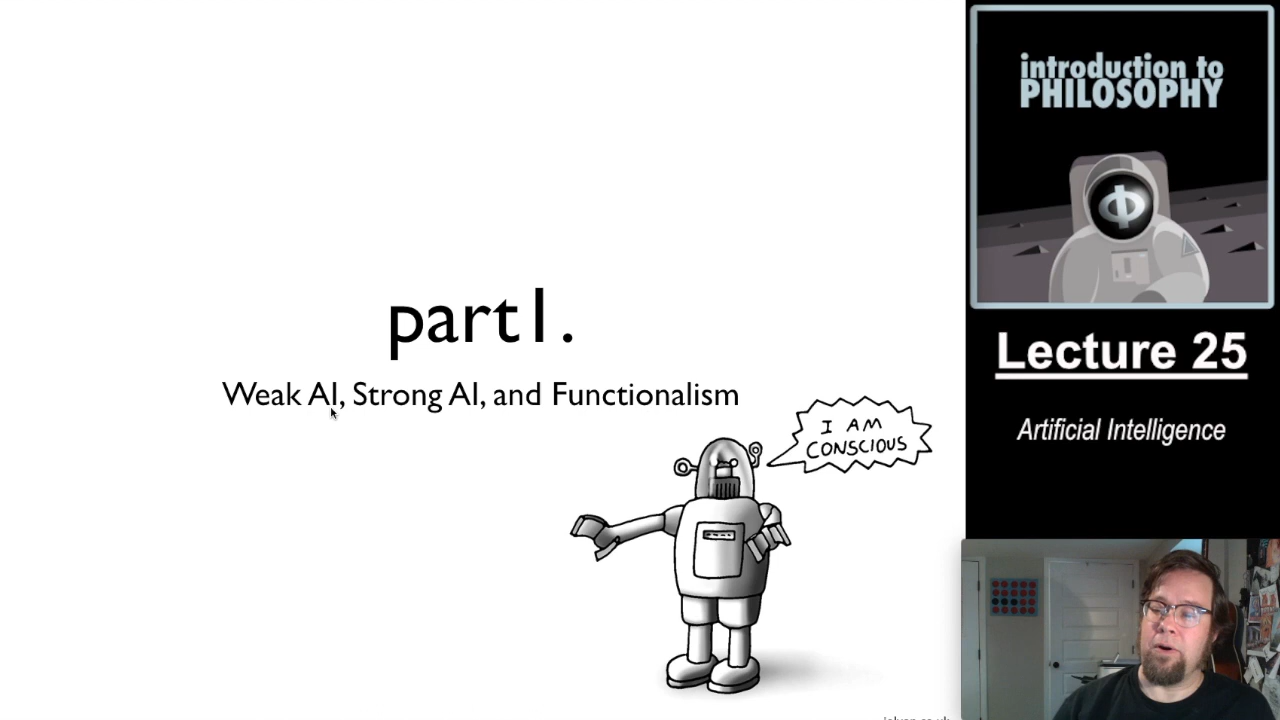 part1.
Weak AI, Strong AI, and Functionalism
I AM
CONSCIOUS
introduction to
PHILOSOPHY
Φ
Lecture 25
Artificial Intelligence